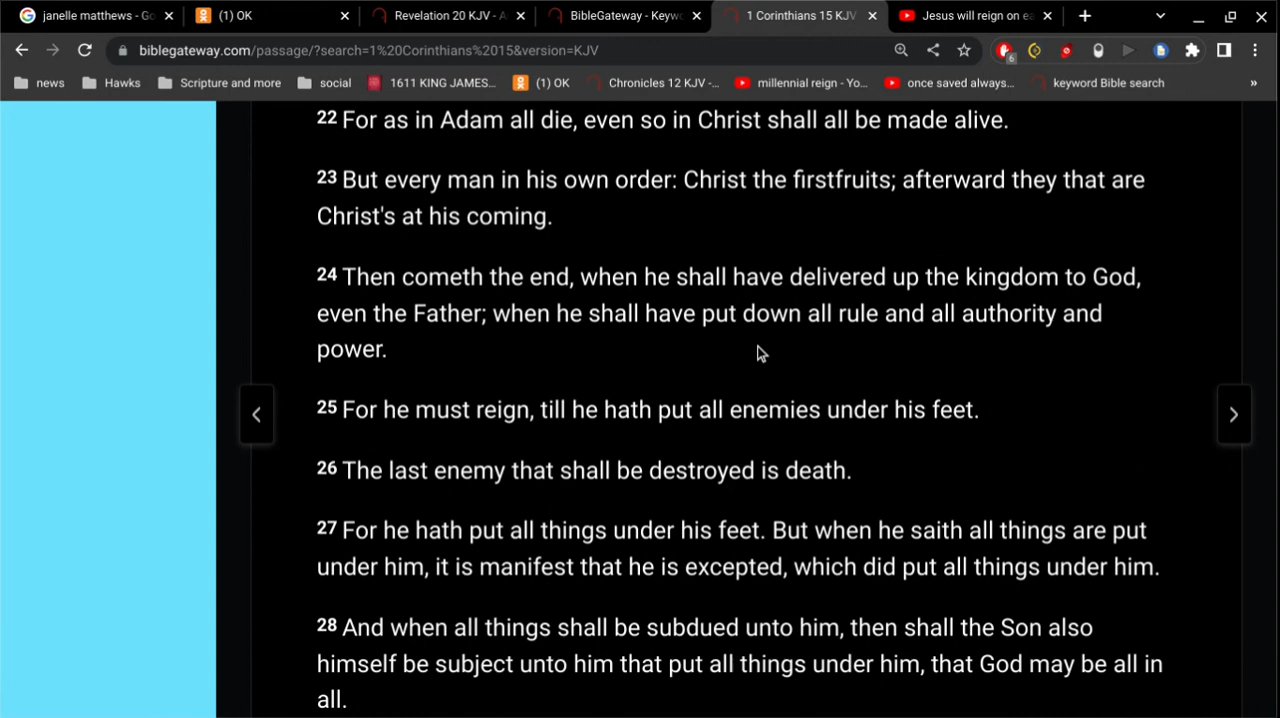 janelle matthews - Go
(1) OK
Revelation 20 KJV - A
BibleGateway - Keyw
1 Corinthians 15 KJV
Jesus will reign on ea
biblegateway.com/passage/?search=1%20Corinthians%2015&version=KJV
6
news
Hawks
Scripture and more
social
1611 KING JAMES...
(1) OK
Chronicles 12 KJV -...
millennial reign - Yo...
once saved always...
keyword Bible search
»
22 For as in Adam all die, even so in Christ shall all be made alive.
23 But every man in his own order: Christ the firstfruits; afterward they that are
Christ's at his coming.
24 Then cometh the end, when he shall have delivered up the kingdom to God,
even the Father; when he shall have put down all rule and all authority and
power.
25 For he must reign, till he hath put all enemies under his feet.
26 The last enemy that shall be destroyed is death.
27 For he hath put all things under his feet. But when he saith all things are put
under him, it is manifest that he is excepted, which did put all things under him.
28 And when all things shall be subdued unto him, then shall the Son also
himself be subject unto him that put all things under him, that God may be all in
all.